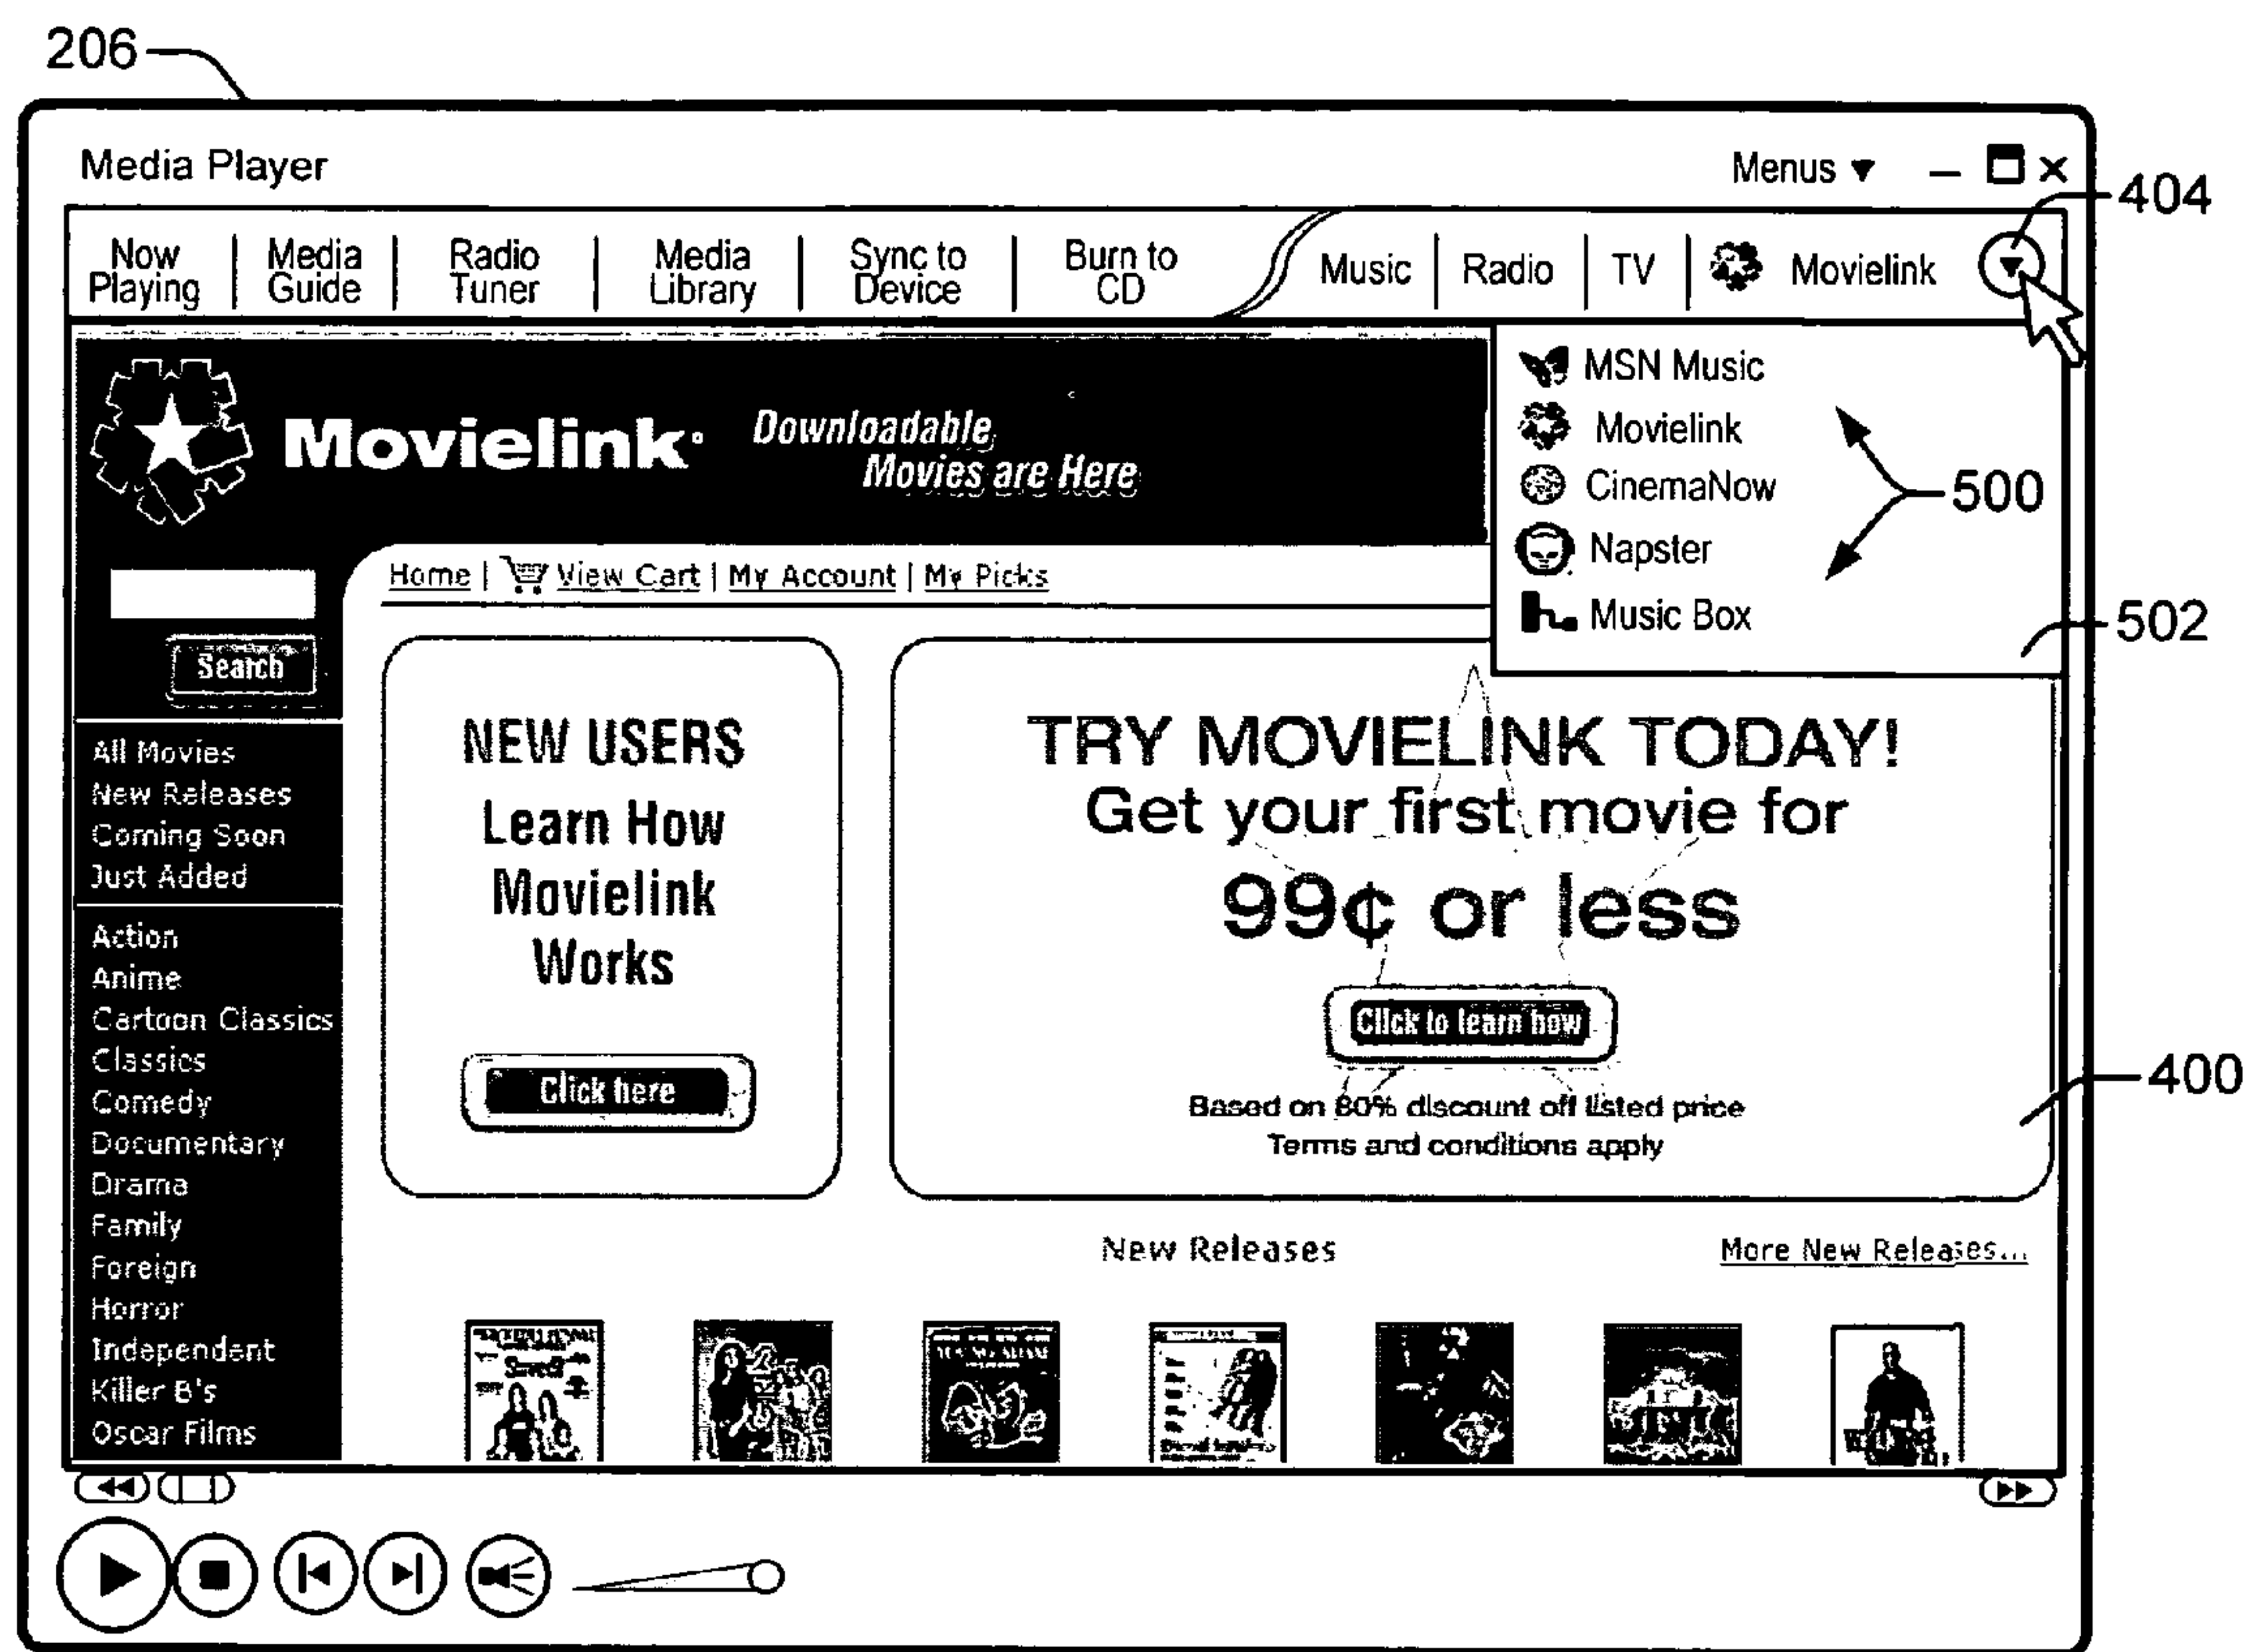 206
Media Player
Menus
404
Now Playing
Media Guide
Radio Tuner
Media Library
Sync to Device
Burn to CD
Music
Radio
TV
Movielink
MSN Music
Movielink
CinemaNow
Napster
Music Box
500
502
Movielink
Downloadable
Movies are Here
Home | View Cart | My Account | My Picks
Search
All Movies
New Releases
Coming Soon
Just Added
Action
Anime
Cartoon Classics
Classics
Comedy
Documentary
Drama
Family
Foreign
Horror
Independent
Killer B's
Oscar Films
NEW USERS
Learn How
Movielink
Works
Click here
TRY MOVIELINK TODAY!
Get your first movie for
99¢ or less
Click to learn how
Based on 80% discount off listed price
Terms and conditions apply
400
New Releases
More New Releases...